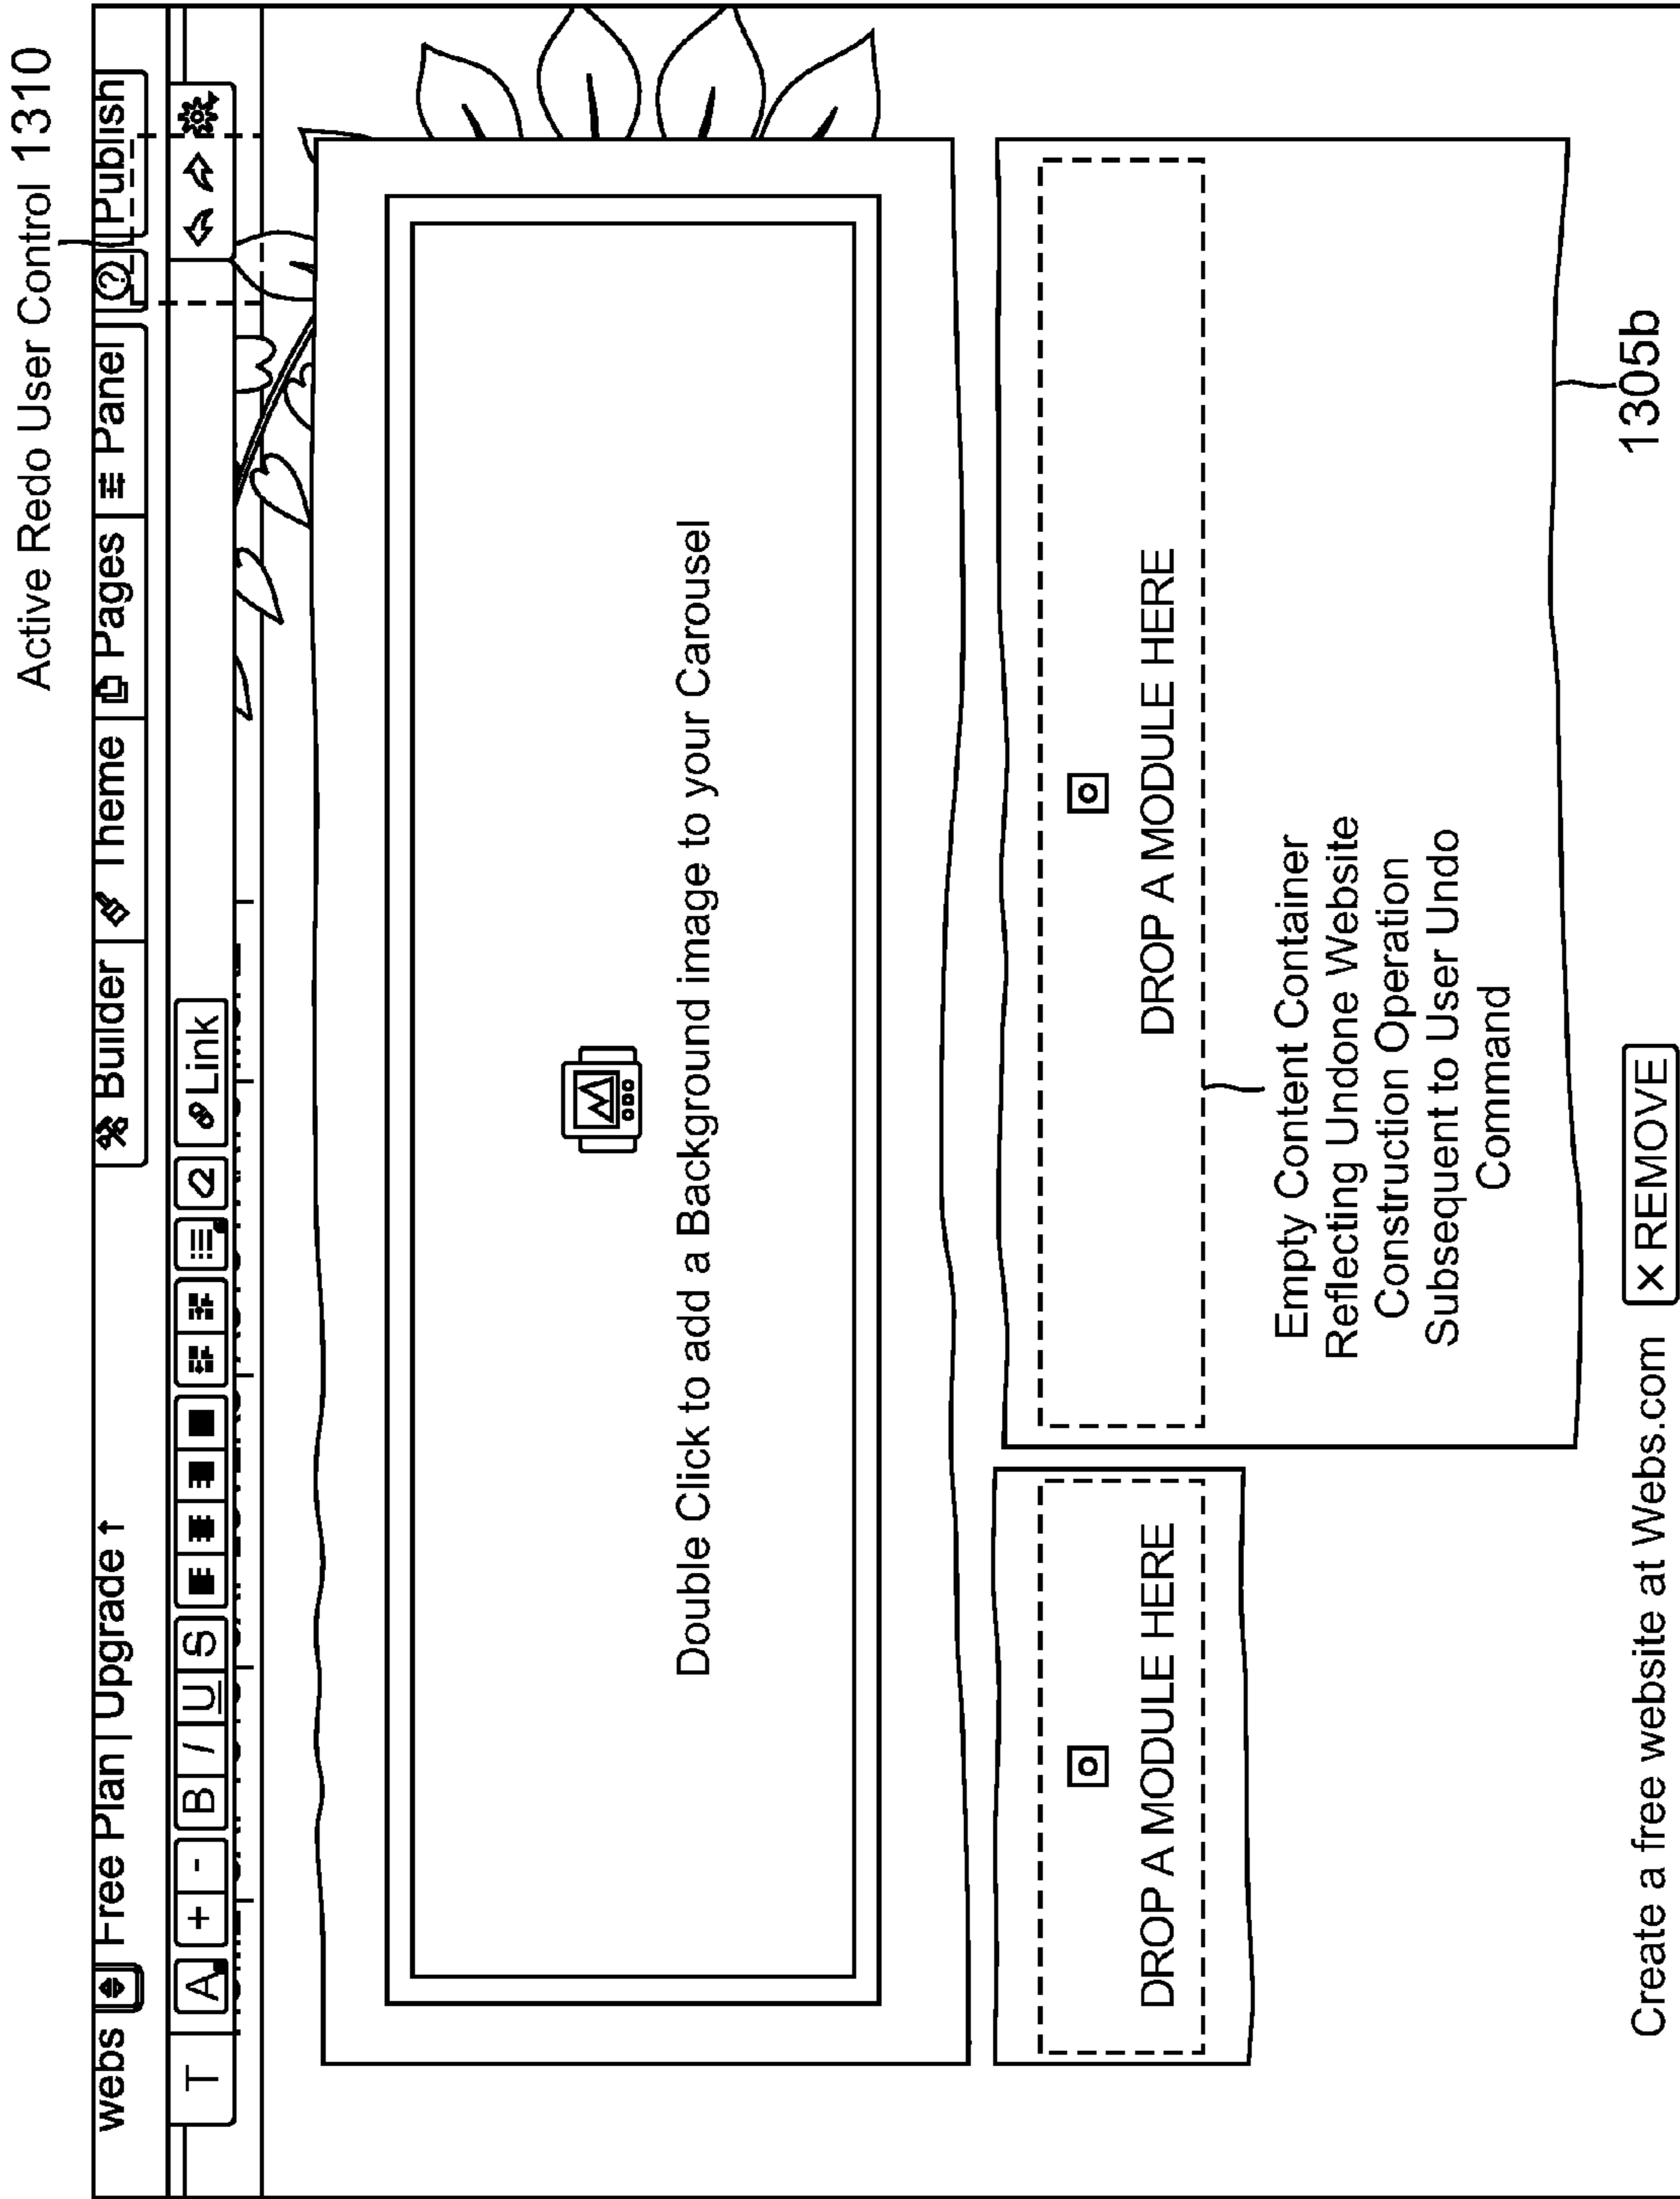 Active Redo User Control 1310
webs Free Plan | Upgrade ↑ Builder Theme Pages Panel ? Publish
T A + - B I U S Link
Double Click to add a Background image to your Carousel
DROP A MODULE HERE
DROP A MODULE HERE
Empty Content Container
Reflecting Undone Website
Construction Operation
Subsequent to User Undo
Command
1305b
Create a free website at Webs.com × REMOVE